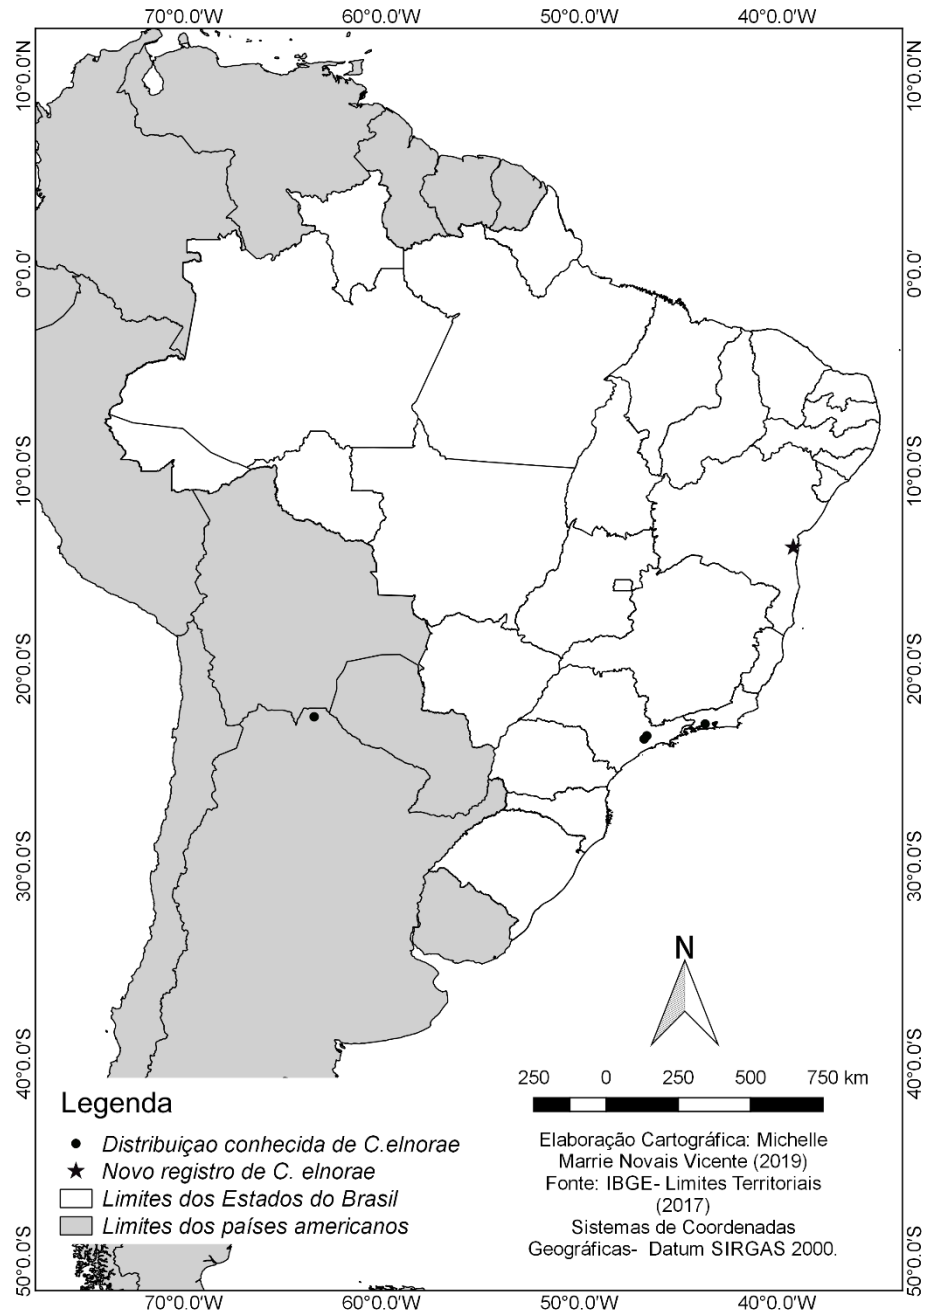 70°0.0'W 60°0.0'W 50°0.0'W 40°0.0'W
10°0.0'N 10°0.0'N
0°0.0' 0°0.0'
10°0.0'S 10°0.0'S
20°0.0'S 20°0.0'S
30°0.0'S 30°0.0'S
40°0.0'S 40°0.0'S
50°0.0'S 50°0.0'S
N
250 0 250 500 750 km
Legenda
Distribuiçao conhecida de C.elnorae
Novo registro de C. elnorae
Limites dos Estados do Brasil
Limites dos países americanos
Elaboração Cartográfica: Michelle
Marrie Novais Vicente (2019)
Fonte: IBGE- Limites Territoriais
(2017)
Sistemas de Coordenadas
Geográficas- Datum SIRGAS 2000.
70°0.0'W 60°0.0'W 50°0.0'W 40°0.0'W